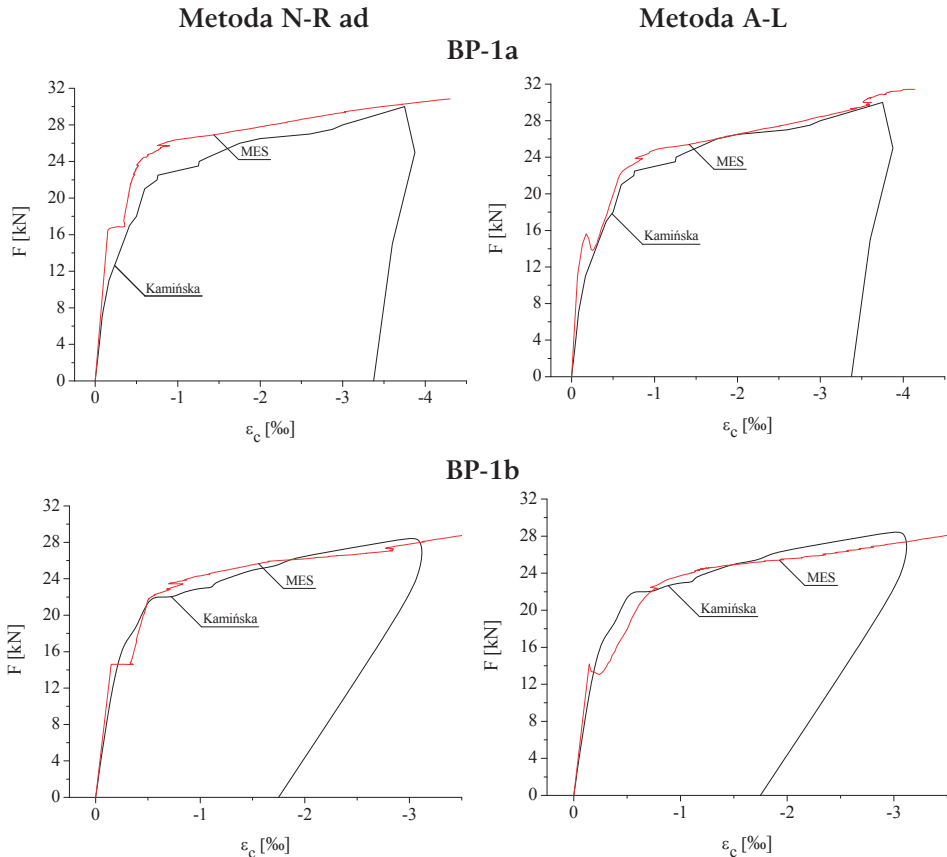 Metoda N-R ad
Metoda A-L
BP-1a
32
28
24
20
16
12
8
4
0
F [kN]
MES
Kamińska
0 -1 -2 -3 -4
εc [‰]
32
28
24
20
16
12
8
4
0
F [kN]
MES
Kamińska
0 -1 -2 -3 -4
εc [‰]
BP-1b
32
28
24
20
16
12
8
4
0
F [kN]
MES
Kamińska
0 -1 -2 -3
εc [‰]
32
28
24
20
16
12
8
4
0
F [kN]
MES
Kamińska
0 -1 -2 -3
εc [‰]